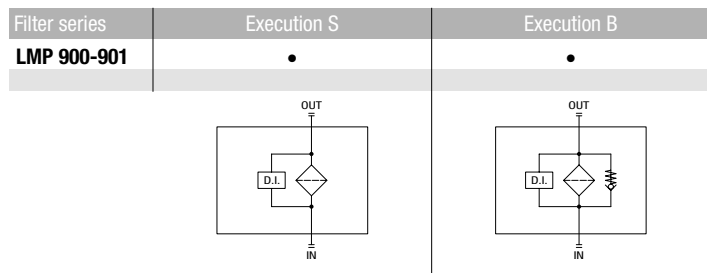 Filter series Execution S Execution B
LMP 900-901 • •
OUT OUT
D.I. D.I.
IN IN